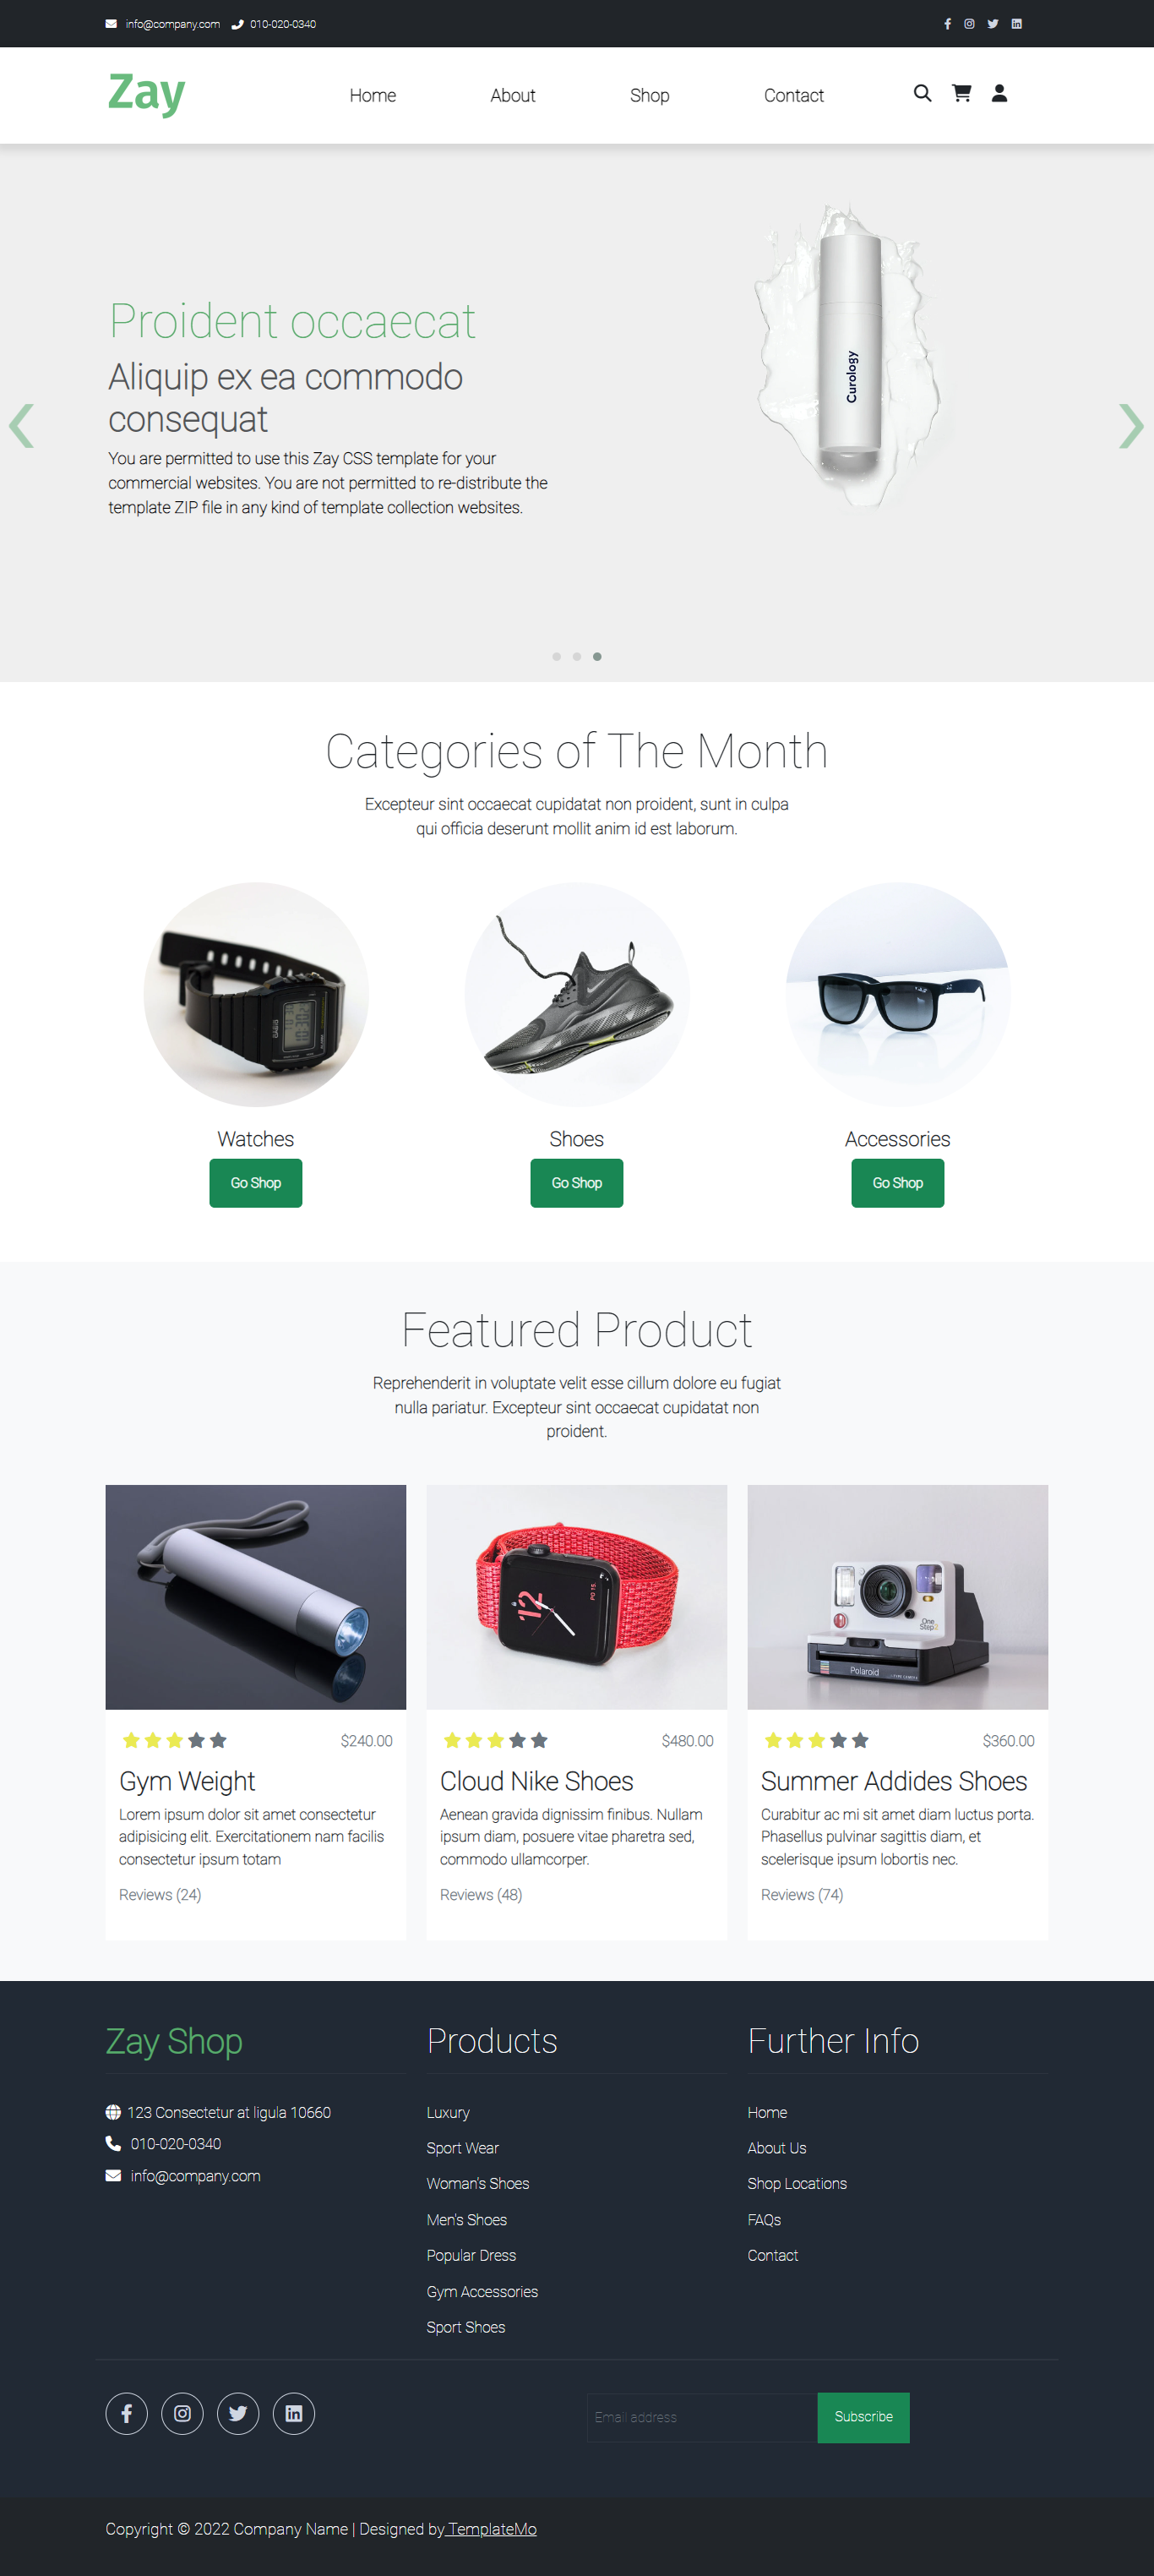 info@company.com 010-020-0340
Zay
Home About Shop Contact
Proident occaecat
Aliquip ex ea commodo
consequat
You are permitted to use this Zay CSS template for your
commercial websites. You are not permitted to re-distribute the
template ZIP file in any kind of template collection websites.
Curology
Categories of The Month
Excepteur sint occaecat cupidatat non proident, sunt in culpa
qui officia deserunt mollit anim id est laborum.
Watches
Go Shop
Shoes
Go Shop
Accessories
Go Shop
Featured Product
Reprehenderit in voluptate velit esse cillum dolore eu fugiat
nulla pariatur. Excepteur sint occaecat cupidatat non
proident.
$240.00
Gym Weight
Lorem ipsum dolor sit amet consectetur
adipisicing elit. Exercitationem nam facilis
consectetur ipsum totam
Reviews (24)
12
$480.00
Cloud Nike Shoes
Aenean gravida dignissim finibus. Nullam
ipsum diam, posuere vitae pharetra sed,
commodo ullamcorper.
Reviews (48)
One
Step2
Polaroid
$360.00
Summer Addides Shoes
Curabitur ac mi sit amet diam luctus porta.
Phasellus pulvinar sagittis diam, et
scelerisque ipsum lobortis nec.
Reviews (74)
Zay Shop
123 Consectetur at ligula 10660
010-020-0340
info@company.com
Products
Luxury
Sport Wear
Woman's Shoes
Men's Shoes
Popular Dress
Gym Accessories
Sport Shoes
Further Info
Home
About Us
Shop Locations
FAQs
Contact
Email address
Subscribe
Copyright © 2022 Company Name | Designed by TemplateMo